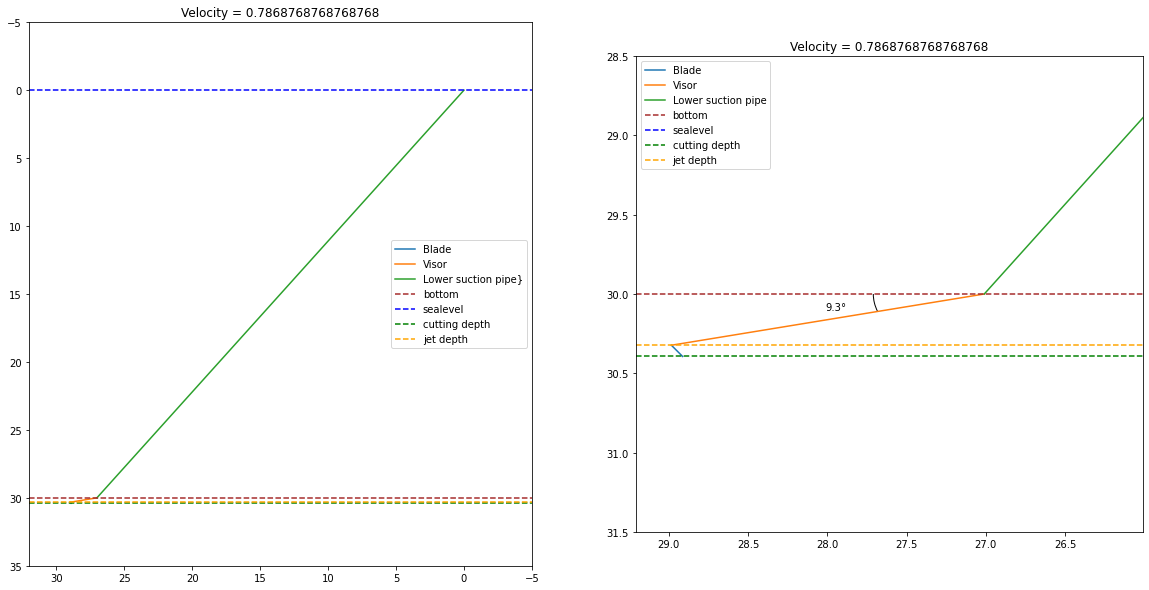 Velocity = 0.7868768768768768
−5
0
5
10
15
20
25
30
35
30
25
20
15
10
5
0
−5
Blade
Visor
Lower suction pipe}
bottom
sealevel
cutting depth
jet depth
Velocity = 0.7868768768768768
28.5
29.0
29.5
30.0
30.5
31.0
31.5
29.0
28.5
28.0
27.5
27.0
26.5
Blade
Visor
Lower suction pipe
bottom
sealevel
cutting depth
jet depth
9.3°